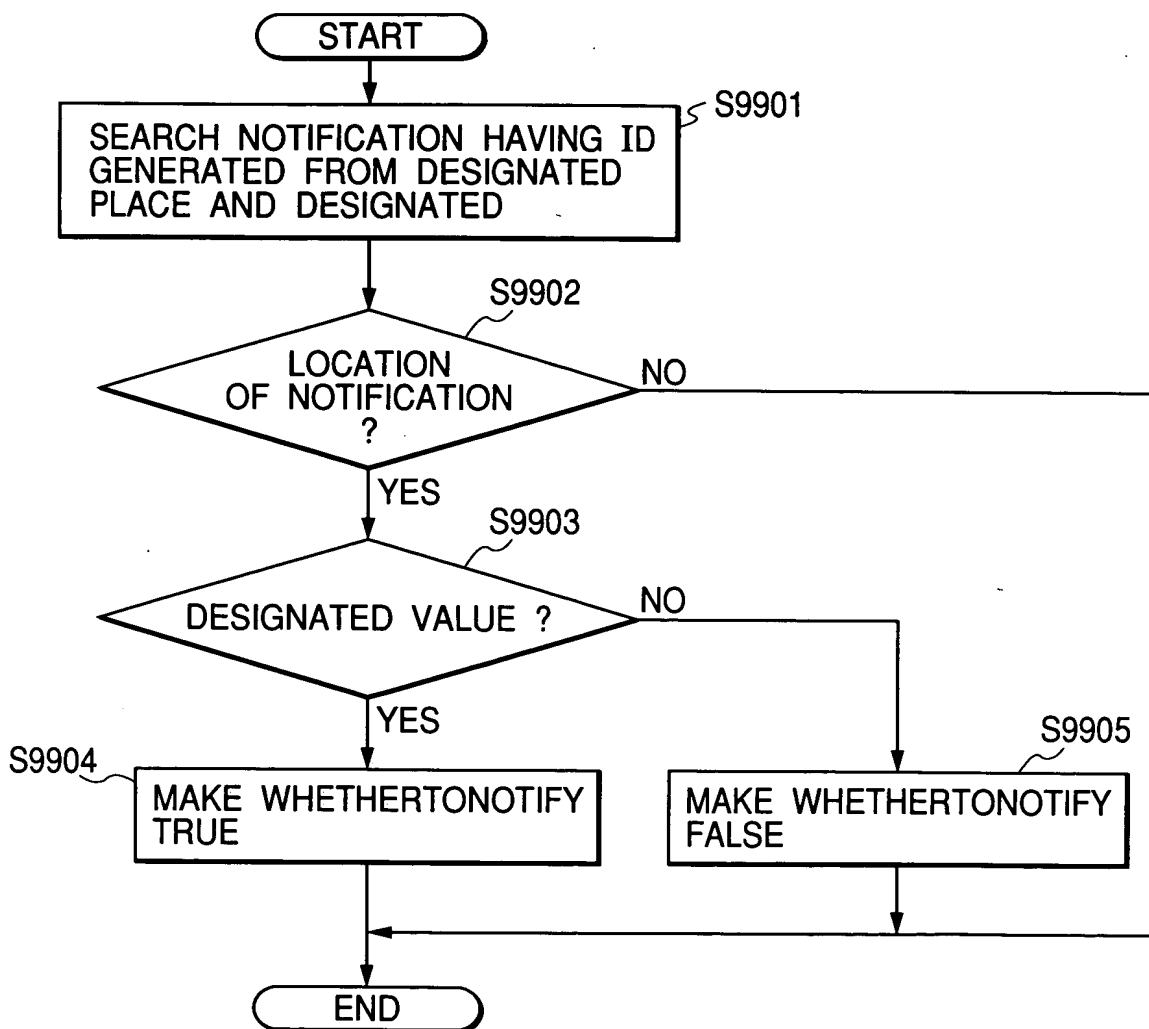 START
S9901
SEARCH NOTIFICATION HAVING ID
GENERATED FROM DESIGNATED
PLACE AND DESIGNATED
S9902
LOCATION
OF NOTIFICATION
?
NO
YES
S9903
DESIGNATED VALUE ?
NO
YES
S9904
MAKE WHETHERTONOTIFY
TRUE
S9905
MAKE WHETHERTONOTIFY
FALSE
END